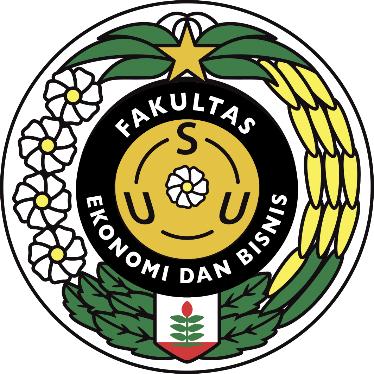 FAKULTAS
EKONOMI DAN BISNIS
U S U